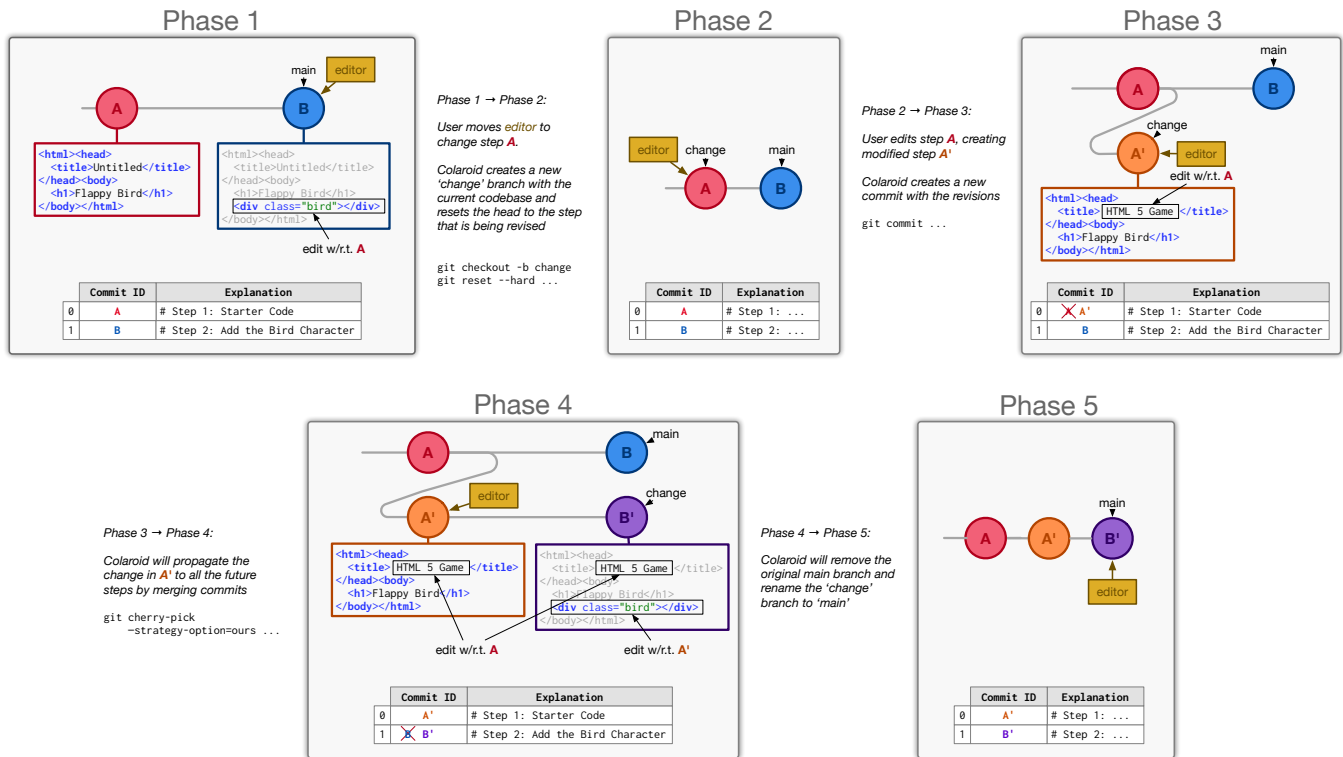 Phase 1
main
editor
A
B
<html><head>
<title>Untitled</title>
</head><body>
<h1>Flappy Bird</h1>
</body></html>
<html><head>
<title>Untitled</title>
</head><body>
<h1>Flappy Bird</h1>
<div class="bird"></div>
</body></html>
edit w/r.t. A
Commit ID Explanation
0 A # Step 1: Starter Code
1 B # Step 2: Add the Bird Character
Phase 1 → Phase 2:
User moves editor to
change step A.
Colaroid creates a new
‘change’ branch with the
current codebase and
resets the head to the step
that is being revised
git checkout -b change
git reset --hard ...
Phase 2
editor
change
main
A
B
Commit ID Explanation
0 A # Step 1: ...
1 B # Step 2: ...
Phase 2 → Phase 3:
User edits step A, creating
modified step A'
Colaroid creates a new
commit with the revisions
git commit ...
Phase 3
main
A
B
change
A'
editor
edit w/r.t. A
<html><head>
<title> HTML 5 Game </title>
</head><body>
<h1>Flappy Bird</h1>
</body></html>
Commit ID Explanation
0 A A' # Step 1: Starter Code
1 B # Step 2: Add the Bird Character
Phase 3 → Phase 4:
Colaroid will propagate the
change in A' to all the future
steps by merging commits
git cherry-pick
—strategy-option=ours ...
Phase 4
A
B
main
editor
change
A'
B'
<html><head>
<title> HTML 5 Game </title>
</head><body>
<h1>Flappy Bird</h1>
</body></html>
<html><head>
<title> HTML 5 Game </title>
</head><body>
<h1>Flappy Bird</h1>
<div class="bird"></div>
</body></html>
edit w/r.t. A
edit w/r.t. A'
Commit ID Explanation
0 A' # Step 1: Starter Code
1 B B' # Step 2: Add the Bird Character
Phase 4 → Phase 5:
Colaroid will remove the
original main branch and
rename the ‘change’
branch to ‘main’
Phase 5
main
A
A'
B'
editor
Commit ID Explanation
0 A' # Step 1: ...
1 B' # Step 2: ...